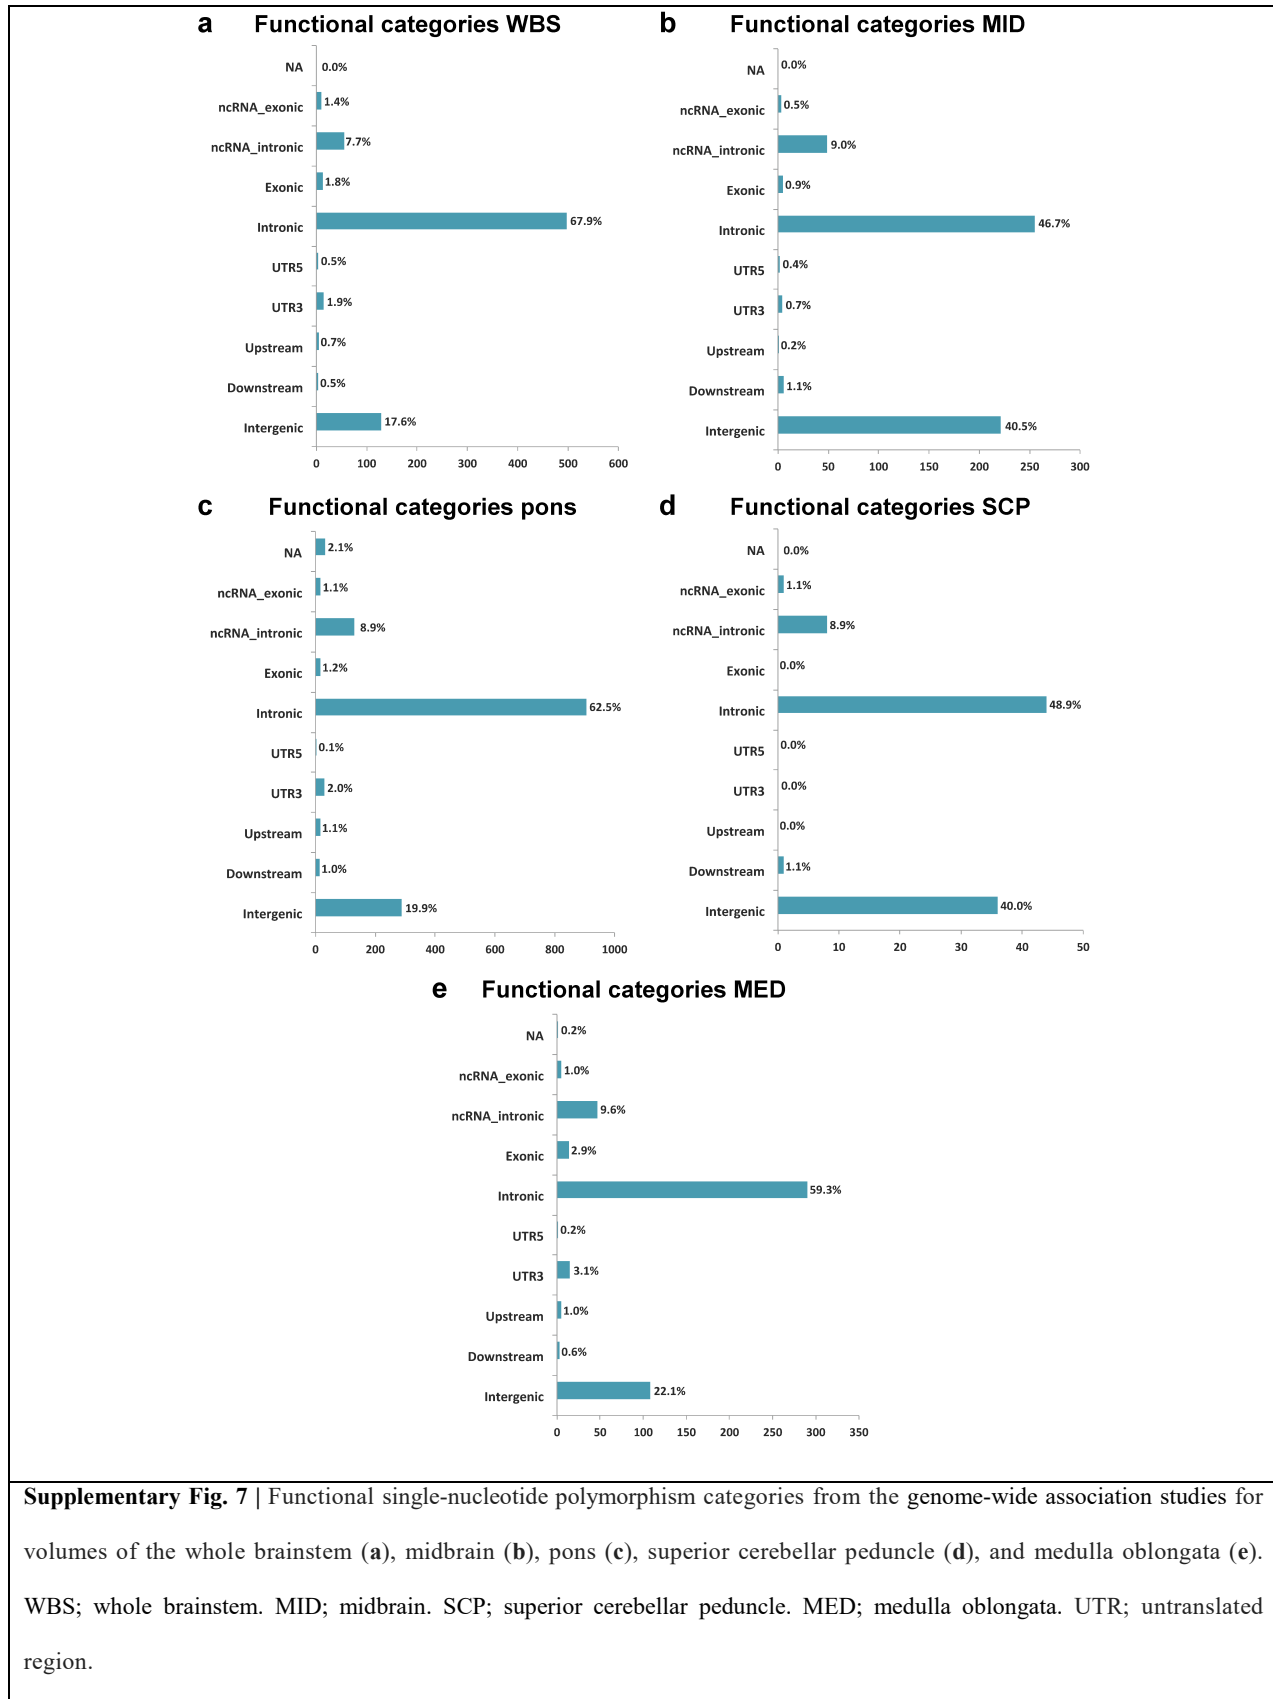 a Functional categories WBS
NA 0.0%
ncRNA_exonic 1.4%
ncRNA_intronic 7.7%
Exonic 1.8%
Intronic 67.9%
UTR5 0.5%
UTR3 1.9%
Upstream 0.7%
Downstream 0.5%
Intergenic 17.6%
0 100 200 300 400 500 600
b Functional categories MID
NA 0.0%
ncRNA_exonic 0.5%
ncRNA_intronic 9.0%
Exonic 0.9%
Intronic 46.7%
UTR5 0.4%
UTR3 0.7%
Upstream 0.2%
Downstream 1.1%
Intergenic 40.5%
0 50 100 150 200 250 300
c Functional categories pons
NA 2.1%
ncRNA_exonic 1.1%
ncRNA_intronic 8.9%
Exonic 1.2%
Intronic 62.5%
UTR5 0.1%
UTR3 2.0%
Upstream 1.1%
Downstream 1.0%
Intergenic 19.9%
0 200 400 600 800 1000
d Functional categories SCP
NA 0.0%
ncRNA_exonic 1.1%
ncRNA_intronic 8.9%
Exonic 0.0%
Intronic 48.9%
UTR5 0.0%
UTR3 0.0%
Upstream 0.0%
Downstream 1.1%
Intergenic 40.0%
0 10 20 30 40 50
e Functional categories MED
NA 0.2%
ncRNA_exonic 1.0%
ncRNA_intronic 9.6%
Exonic 2.9%
Intronic 59.3%
UTR5 0.2%
UTR3 3.1%
Upstream 1.0%
Downstream 0.6%
Intergenic 22.1%
0 50 100 150 200 250 300 350
Supplementary Fig. 7 | Functional single-nucleotide polymorphism categories from the genome-wide association studies for
volumes of the whole brainstem (a), midbrain (b), pons (c), superior cerebellar peduncle (d), and medulla oblongata (e).
WBS; whole brainstem. MID; midbrain. SCP; superior cerebellar peduncle. MED; medulla oblongata. UTR; untranslated
region.